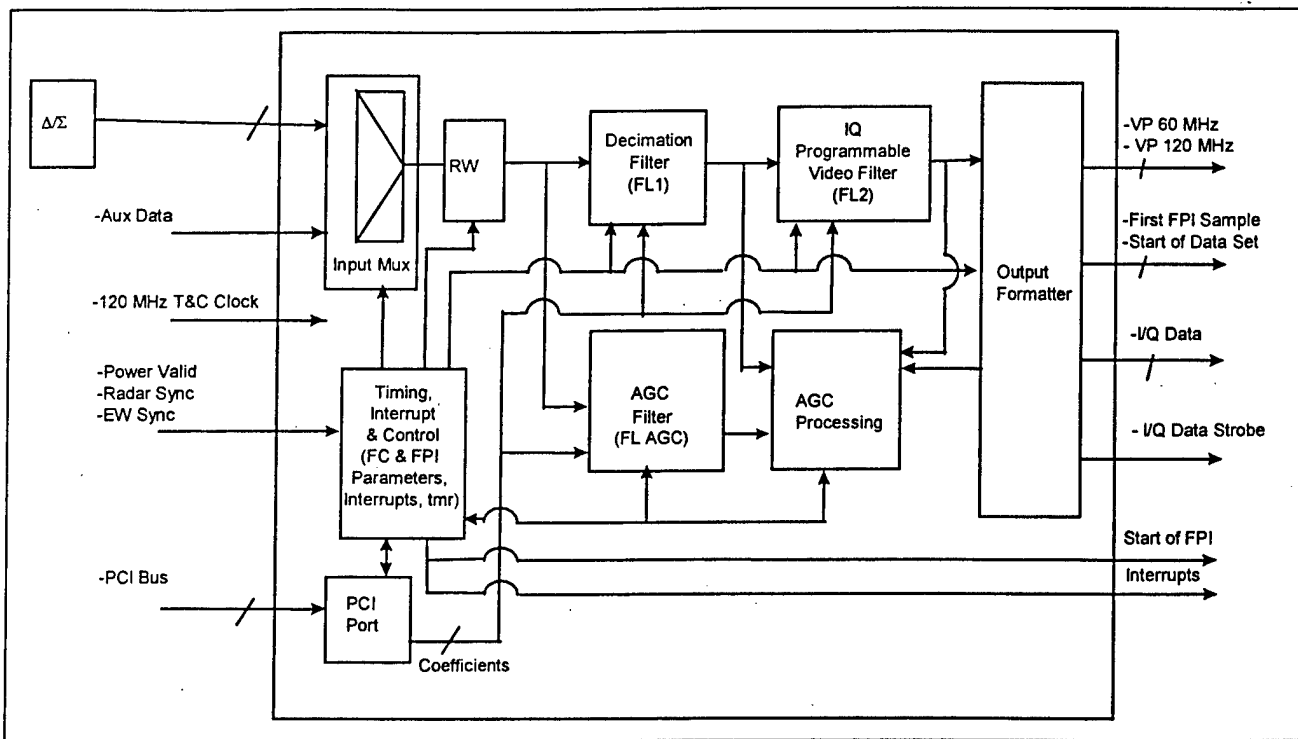 Δ/Σ
-Aux Data
-120 MHz T&C Clock
-Power Valid
-Radar Sync
-EW Sync
-PCI Bus
Input Mux
RW
Decimation
Filter
(FL1)
IQ
Programmable
Video Filter
(FL2)
Timing,
Interrupt
& Control
(FC & FPI
Parameters,
Interrupts, tmr)
AGC
Filter
(FL AGC)
AGC
Processing
Output
Formatter
PCI
Port
Coefficients
-VP 60 MHz
- VP 120 MHz
-First FPI Sample
-Start of Data Set
-I/Q Data
- I/Q Data Strobe
Start of FPI
Interrupts